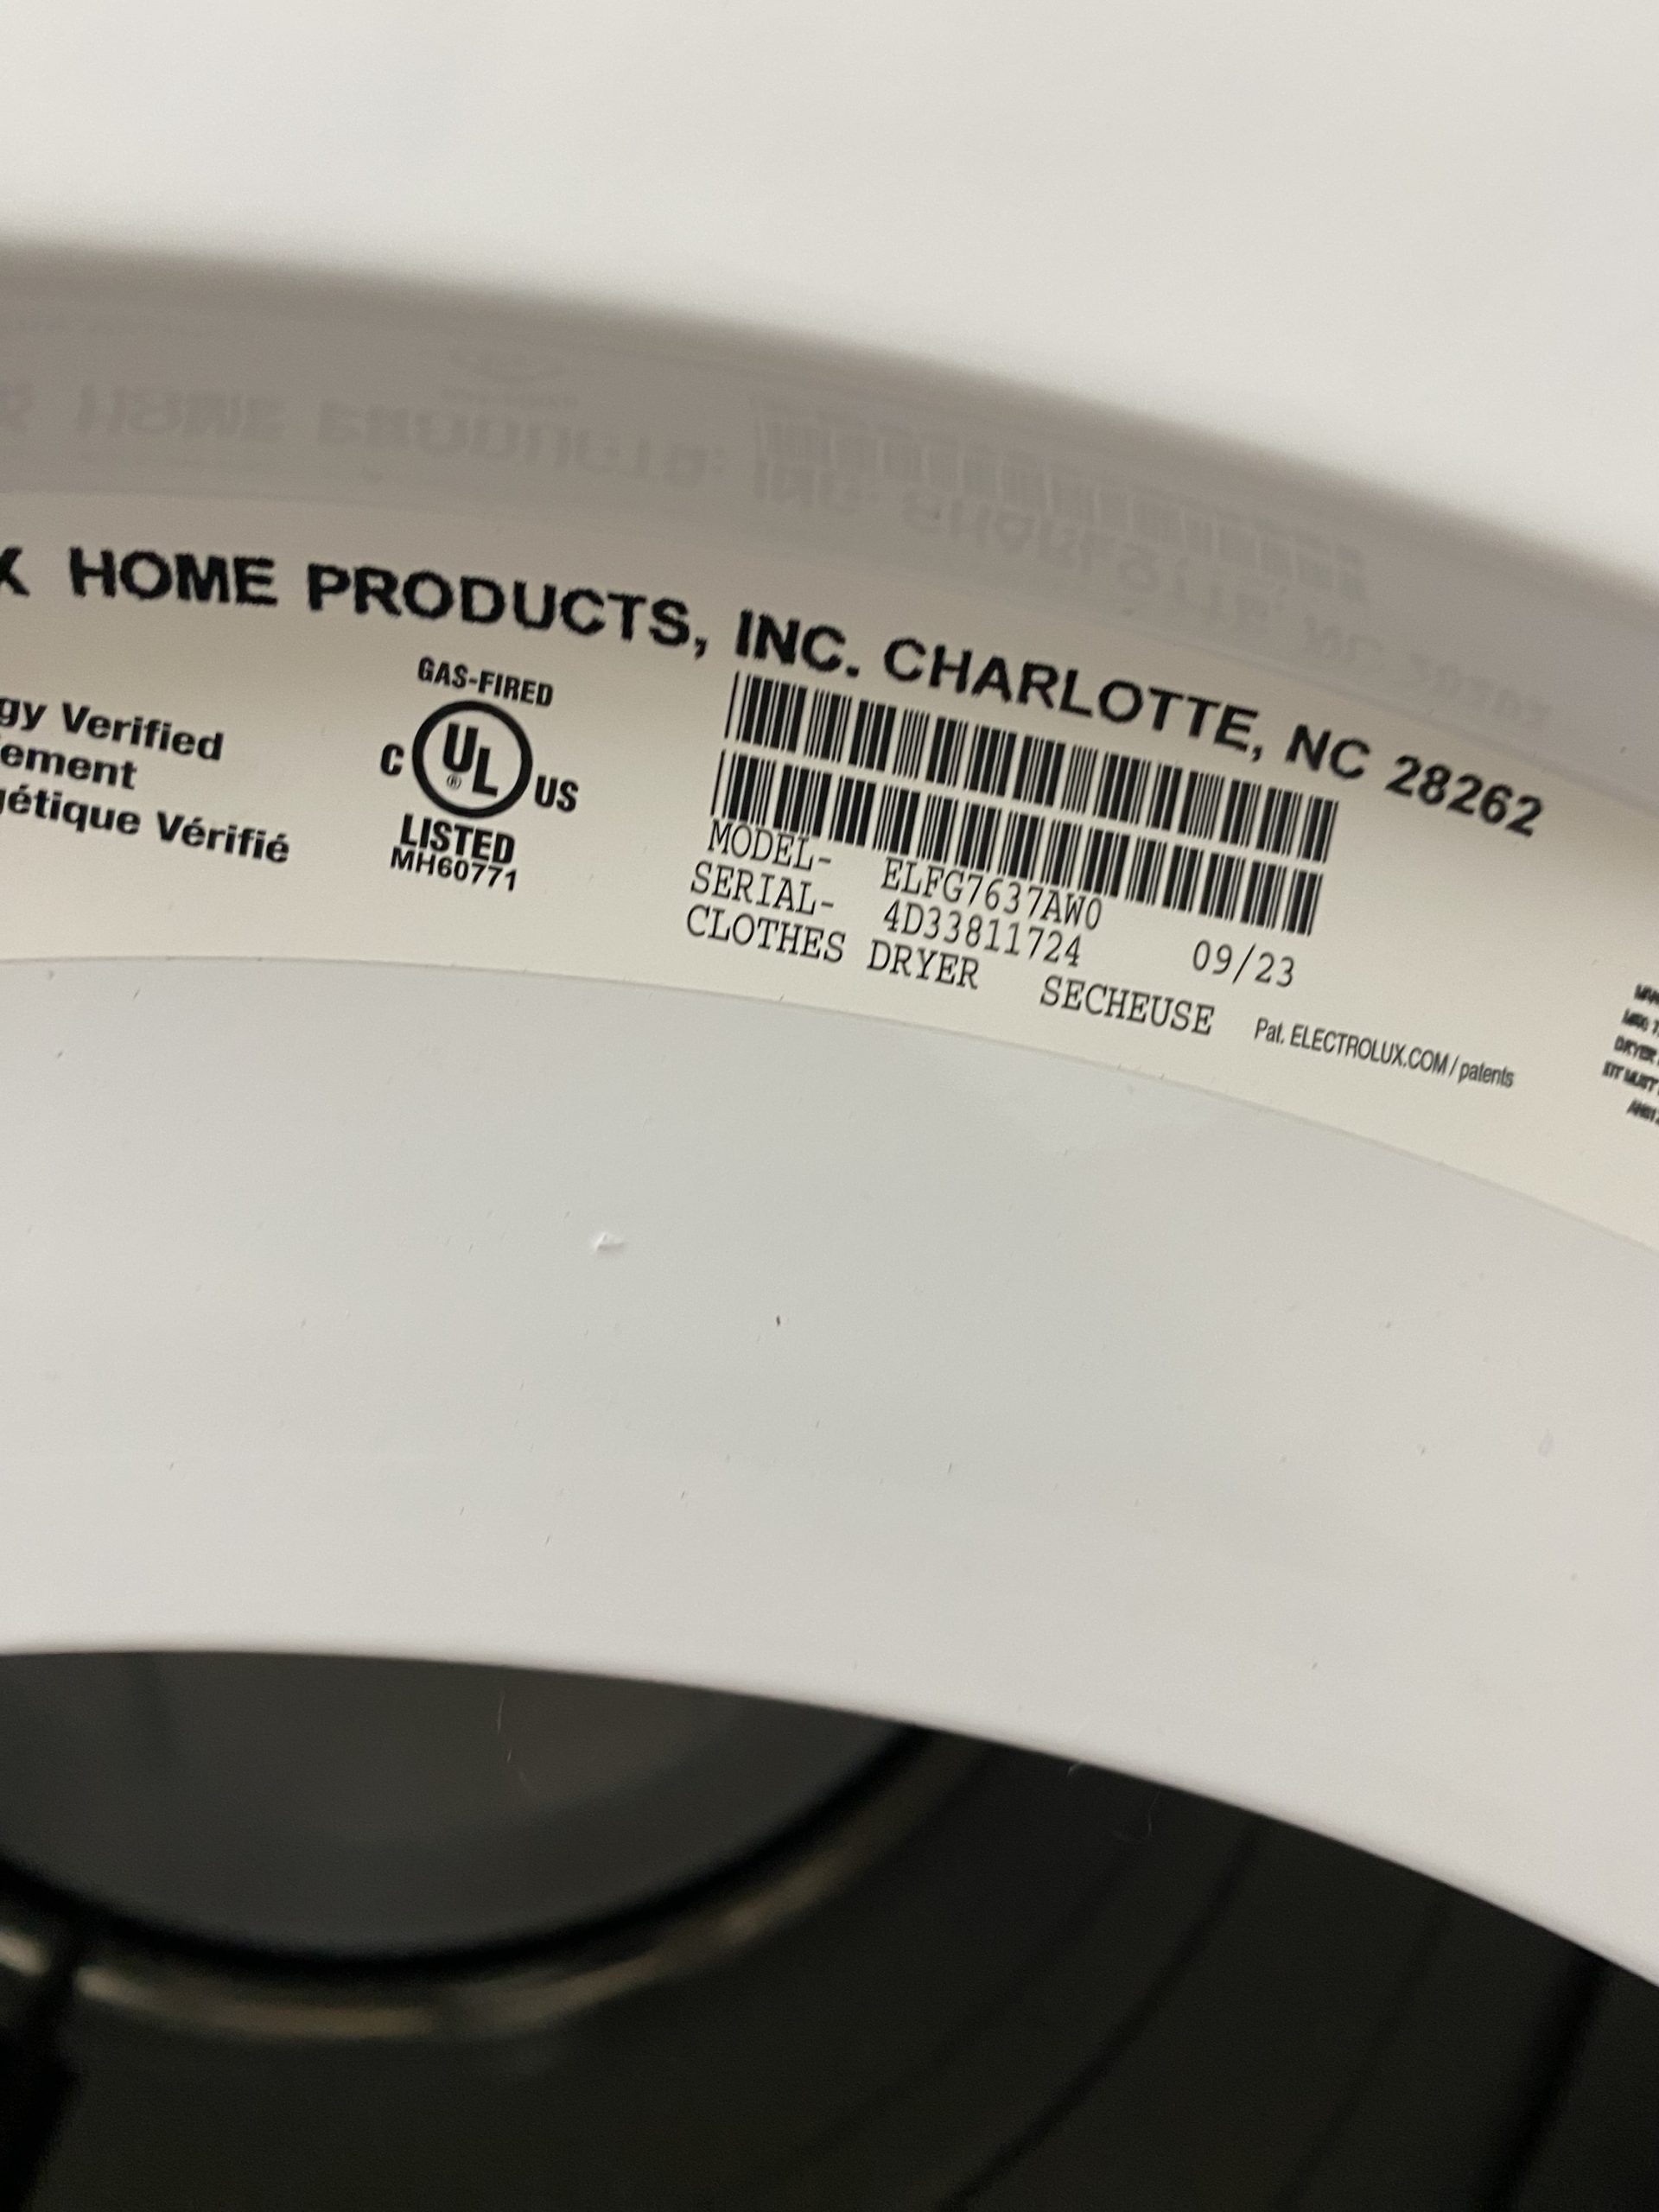 X HOME PRODUCTS, INC. CHARLOTTE, NC 28262
gy Verified
ement
gétique Vérifié
GAS-FIRED
C UL ® US
LISTED
MH60771
MODEL- ELFG7637AW0
SERIAL- 4D33811724 09/23
CLOTHES DRYER SECHEUSE
Pat. ELECTROLUX.COM/patents
DRYER